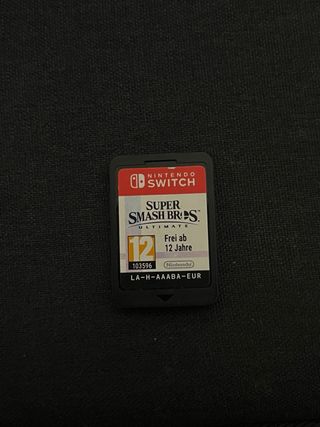 NINTENDO
SWITCH
SUPER
SMASH BROS.
ULTIMATE
12
103596
Frei ab
12 Jahre
Nintendo
LA-H-AAABA-EUR